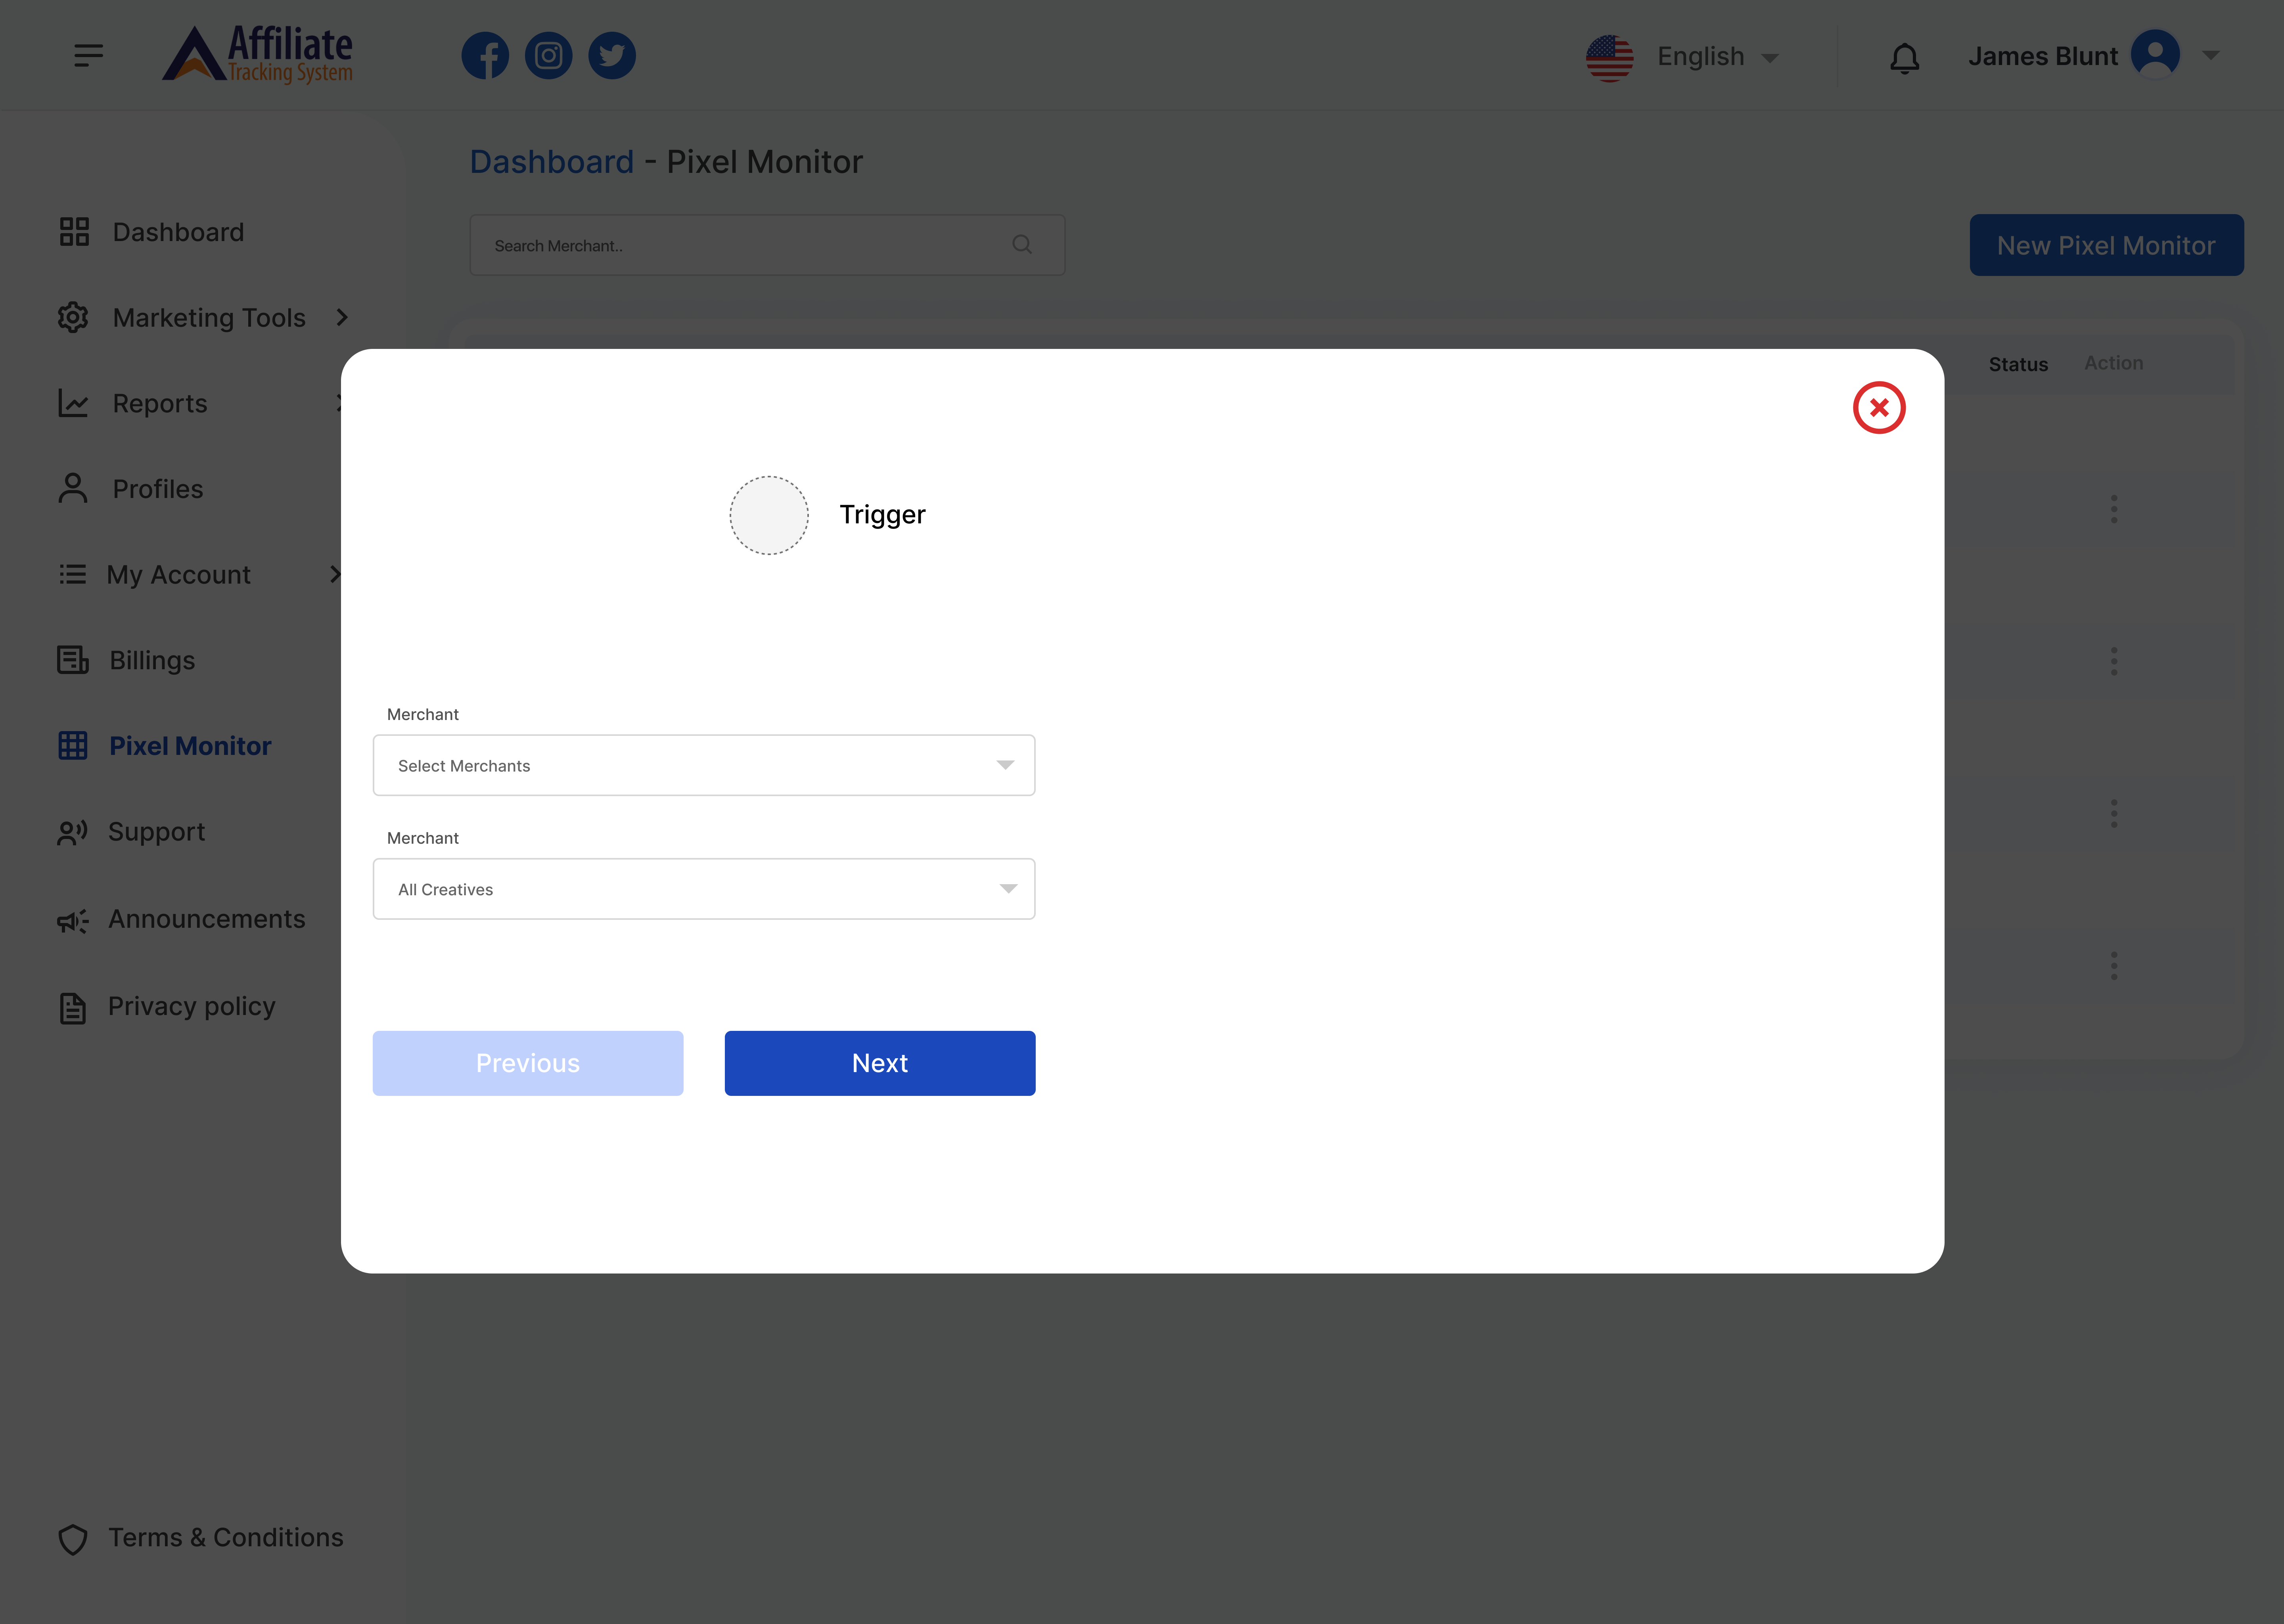 Affiliate
Tracking System
English
James Blunt
Dashboard - Pixel Monitor
Search Merchant..
New Pixel Monitor
Dashboard
Marketing Tools
Reports
Profiles
My Account
Billings
Pixel Monitor
Support
Announcements
Privacy policy
Terms & Conditions
Status Action
Trigger
Merchant
Select Merchants
Merchant
All Creatives
Previous
Next